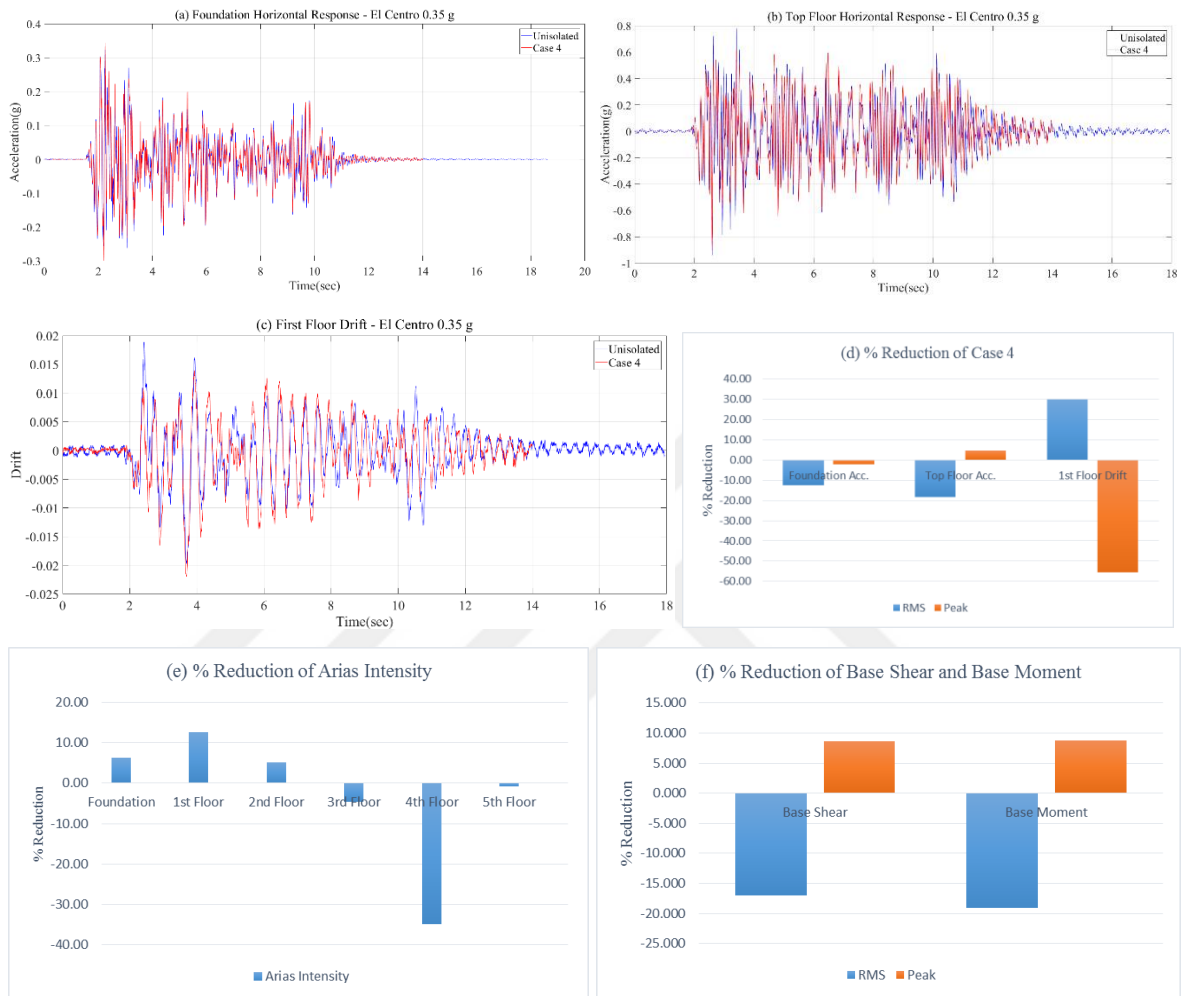 (a) Foundation Horizontal Response - El Centro 0.35 g
0.4
0.3
0.2
0.1
0
-0.1
-0.2
-0.3
Acceleration(g)
Unisolated
Case 4
0
2
4
6
8
10
12
14
16
18
20
Time(sec)
(b) Top Floor Horizontal Response - El Centro 0.35 g
0.8
0.6
0.4
0.2
0
-0.2
-0.4
-0.6
-0.8
-1
Acceleration(g)
Unisolated
Case 4
0
2
4
6
8
10
12
14
16
18
Time(sec)
(c) First Floor Drift - El Centro 0.35 g
0.02
0.015
0.01
0.005
0
-0.005
-0.01
-0.015
-0.02
-0.025
Drift
Unisolated
Case 4
0
2
4
6
8
10
12
14
16
18
Time(sec)
(d) % Reduction of Case 4
40.00
30.00
20.00
10.00
0.00
-10.00
-20.00
-30.00
-40.00
-50.00
-60.00
% Reduction
Foundation Acc.
Top Floor Acc.
1st Floor Drift
RMS
Peak
(e) % Reduction of Arias Intensity
20.00
10.00
0.00
-10.00
-20.00
-30.00
-40.00
% Reduction
Foundation
1st Floor
2nd Floor
3rd Floor
4th Floor
5th Floor
Arias Intensity
(f) % Reduction of Base Shear and Base Moment
15.000
10.000
5.000
0.000
-5.000
-10.000
-15.000
-20.000
-25.000
% Reduction
Base Shear
Base Moment
RMS
Peak